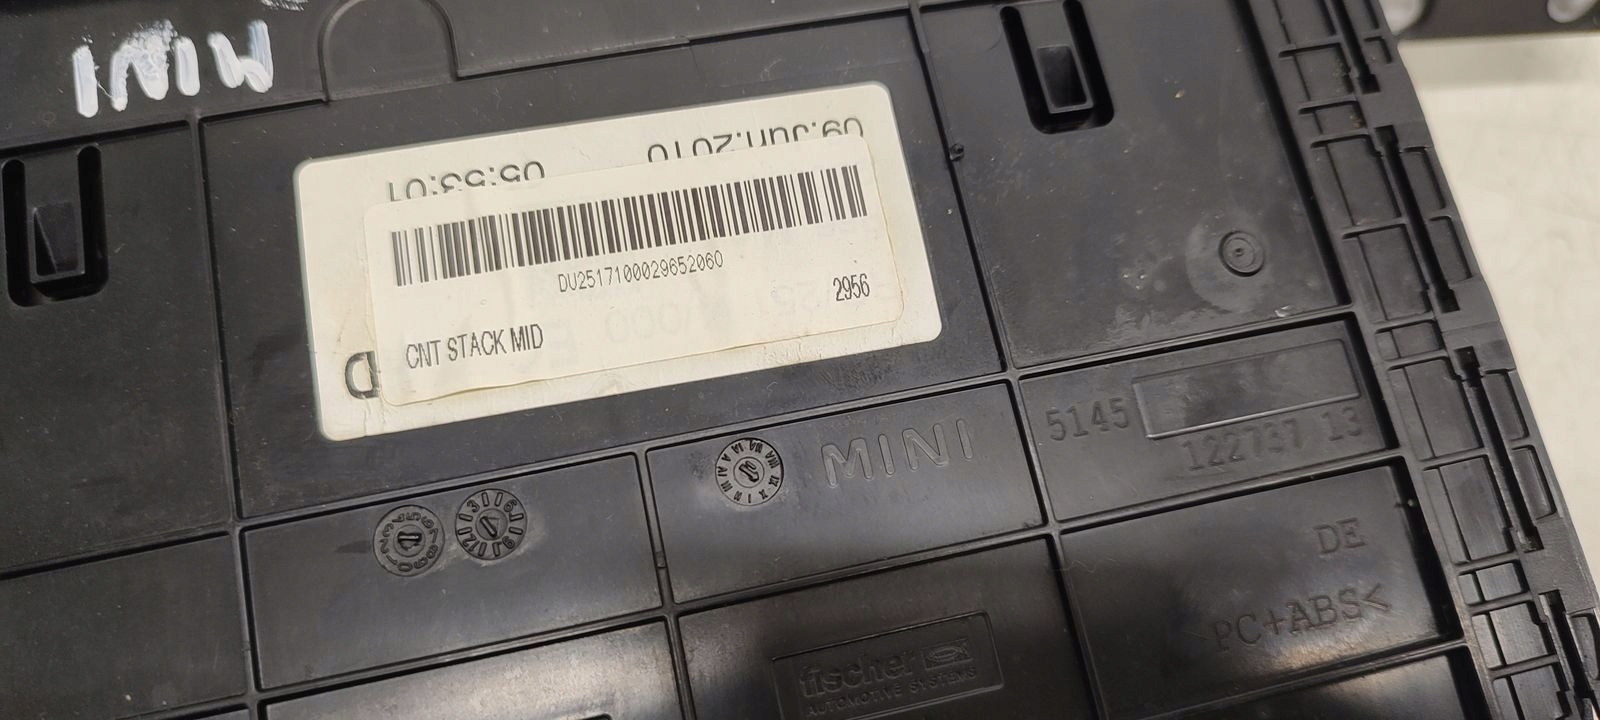 MINI
09.Jun.2010 05:53:01
DU2517100029652060
2956
CNT STACK MID
D
MINI
5145
122737 13
DE
PC+ABS<
fischer
AUTOMOTIVE SYSTEMS